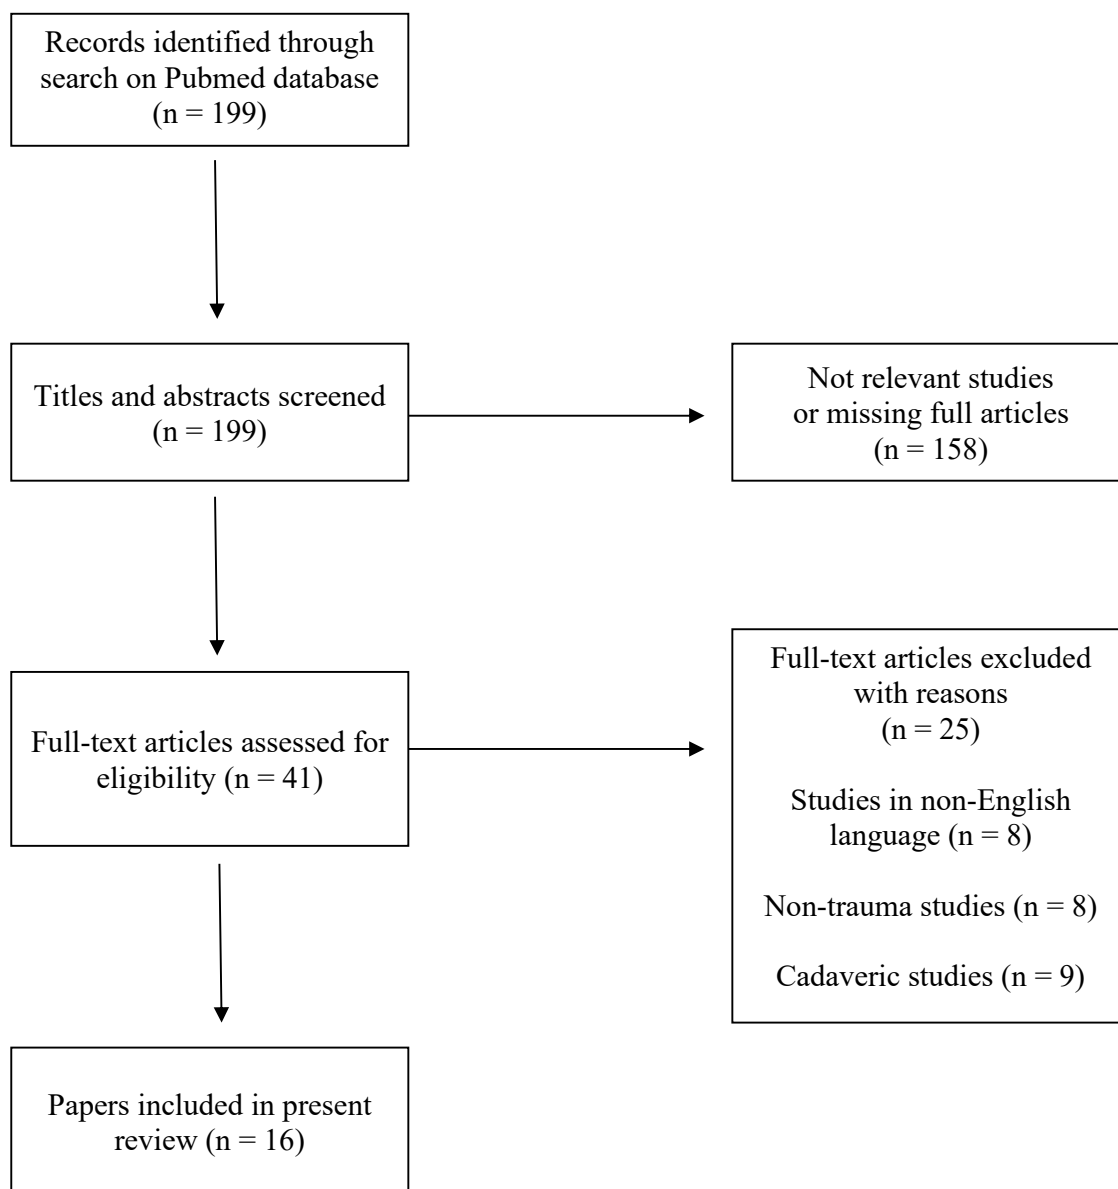 Records identified through
search on Pubmed database
(n = 199)
Titles and abstracts screened
(n = 199)
Not relevant studies
or missing full articles
(n = 158)
Full-text articles assessed for
eligibility (n = 41)
Full-text articles excluded
with reasons
(n = 25)
Studies in non-English
language (n = 8)
Non-trauma studies (n = 8)
Cadaveric studies (n = 9)
Papers included in present
review (n = 16)